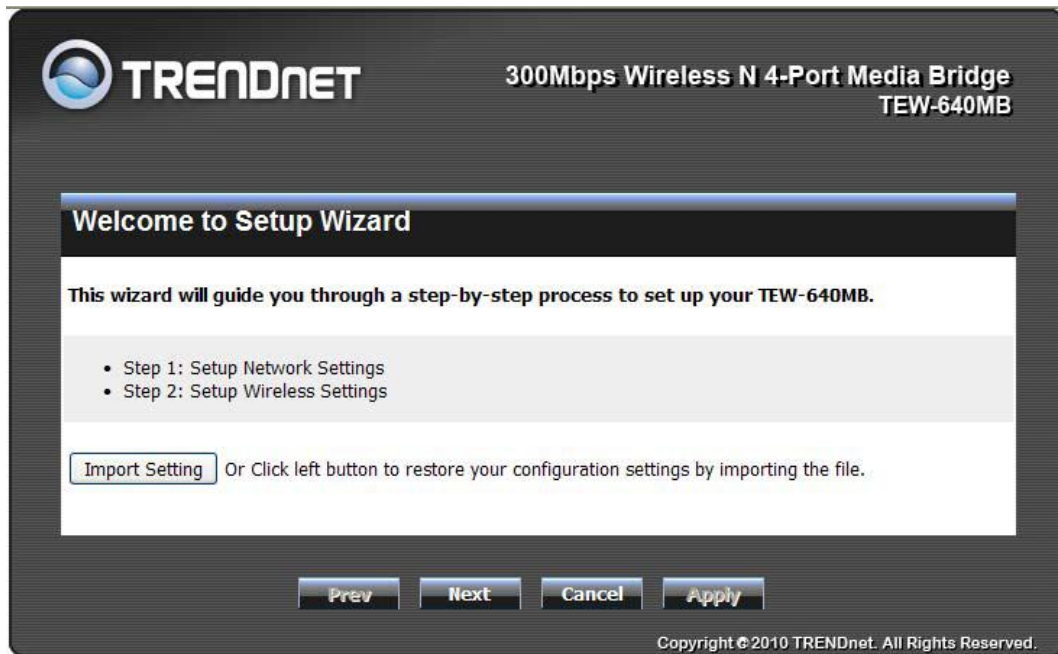 TRENDNET
300Mbps Wireless N 4-Port Media Bridge
TEW-640MB
Welcome to Setup Wizard
This wizard will guide you through a step-by-step process to set up your TEW-640MB.
• Step 1: Setup Network Settings
• Step 2: Setup Wireless Settings
Import Setting Or Click left button to restore your configuration settings by importing the file.
Prev Next Cancel Apply
Copyright © 2010 TRENDnet. All Rights Reserved.